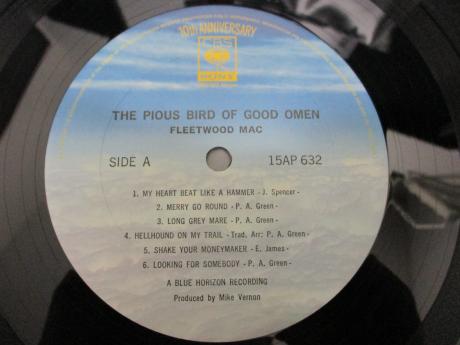 10th ANNIVERSARY
CBS
SONY
THE PIOUS BIRD OF GOOD OMEN
FLEETWOOD MAC
SIDE A 15AP 632
1. MY HEART BEAT LIKE A HAMMER - J. Spencer -
2. MERRY GO ROUND - P. A. Green -
3. LONG GREY MARE - P. A. Green -
4. HELLHOUND ON MY TRAIL - Trad. Arr: P. A. Green -
5. SHAKE YOUR MONEYMAKER - E. James -
6. LOOKING FOR SOMEBODY - P. A. Green -
A BLUE HORIZON RECORDING
Produced by Mike Vernon